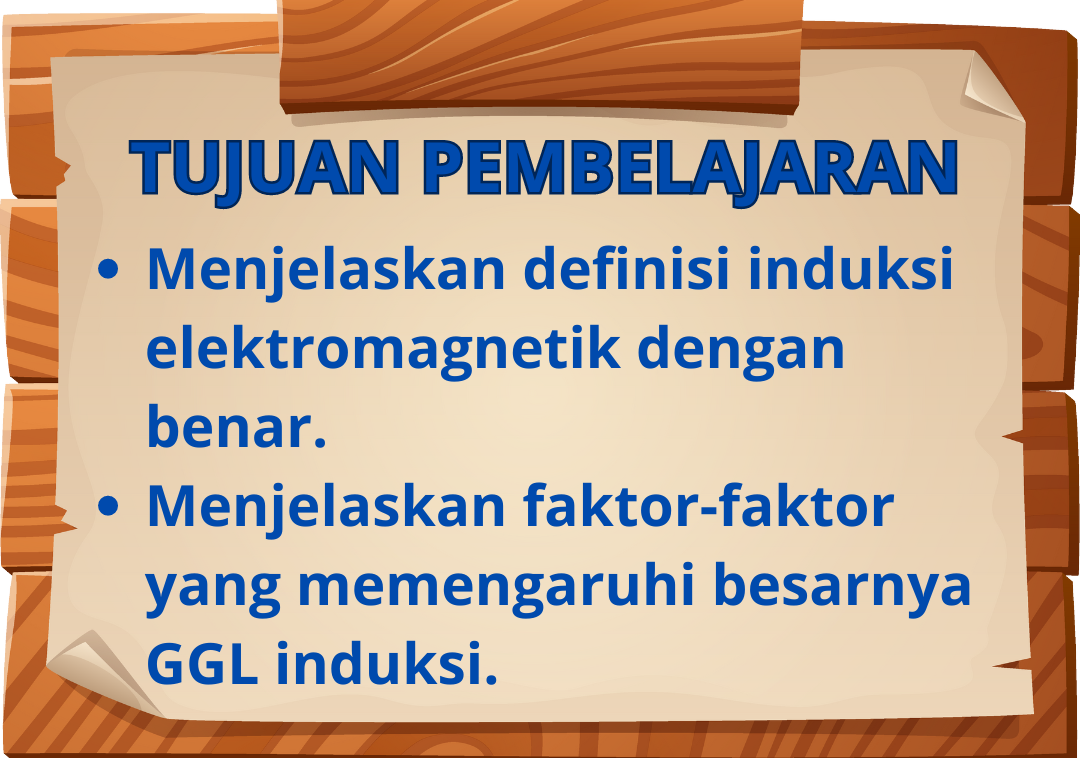 TUJUAN PEMBELAJARAN
• Menjelaskan definisi induksi
elektromagnetik dengan
benar.
• Menjelaskan faktor-faktor
yang memengaruhi besarnya
GGL induksi.